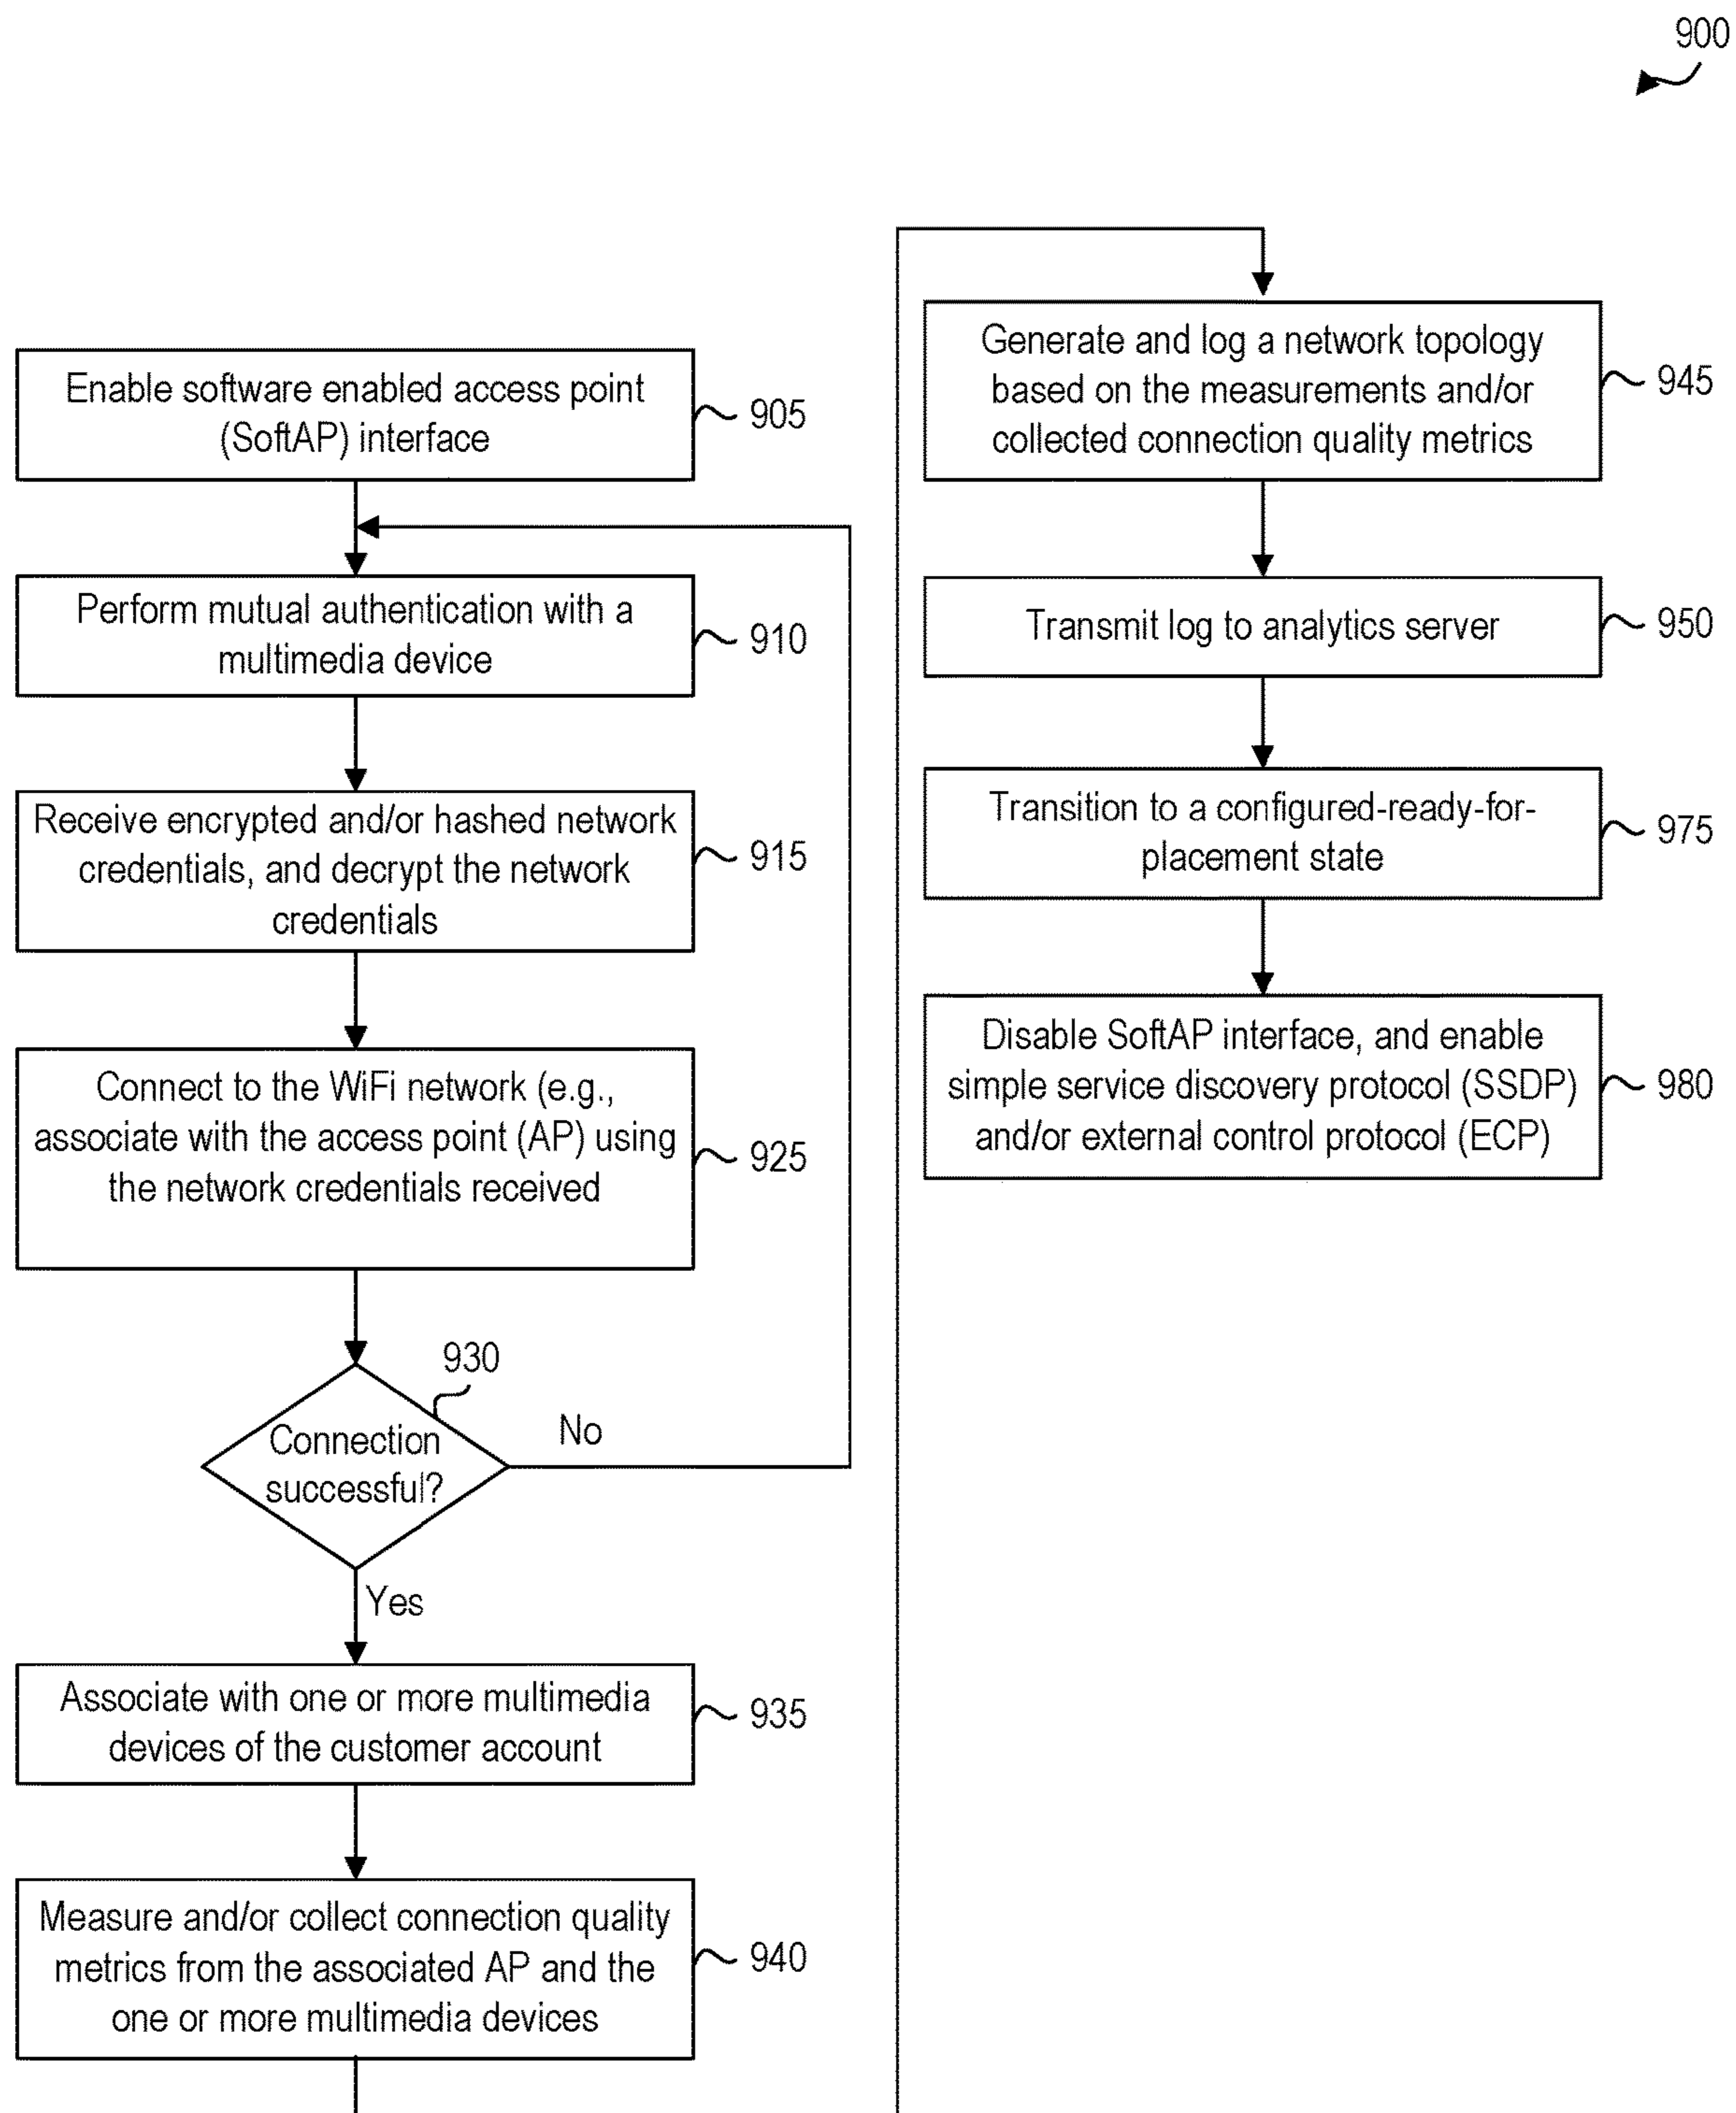 900
Enable software enabled access point
(SoftAP) interface
905
Perform mutual authentication with a
multimedia device
910
Receive encrypted and/or hashed network
credentials, and decrypt the network
credentials
915
Connect to the WiFi network (e.g.,
associate with the access point (AP) using
the network credentials received
925
930
Connection
successful?
No
Yes
Associate with one or more multimedia
devices of the customer account
935
Measure and/or collect connection quality
metrics from the associated AP and the
one or more multimedia devices
940
Generate and log a network topology
based on the measurements and/or
collected connection quality metrics
945
Transmit log to analytics server
950
Transition to a configured-ready-for-
placement state
975
Disable SoftAP interface, and enable
simple service discovery protocol (SSDP)
and/or external control protocol (ECP)
980